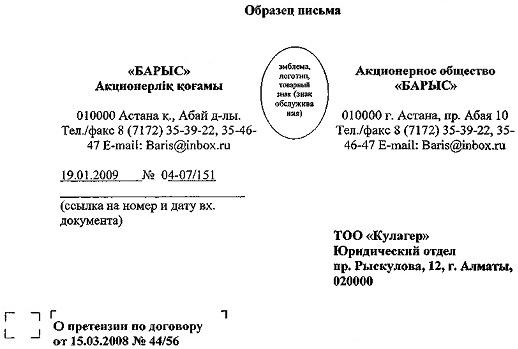 Образец письма
«БАРЫС»
Акционерлік қоғамы
010000 Астана қ., Абай д-лы.
Тел./факс 8 (7172) 35-39-22, 35-46-
47 E-mail: Baris@inbox.ru
эмблема,
логотип,
товарный
знак (знак
обслужива
ния)
Акционерное общество
«БАРЫС»
010000 г. Астана, пр. Абая 10
Тел./факс 8 (7172) 35-39-22, 35-
46-47 E-mail: Baris@inbox.ru
19.01.2009 № 04-07/151
(ссылка на номер и дату вх.
документа)
ТОО «Кулагер»
Юридический отдел
пр. Рыскулова, 12, г. Алматы,
020000
О претензии по договору
от 15.03.2008 № 44/56